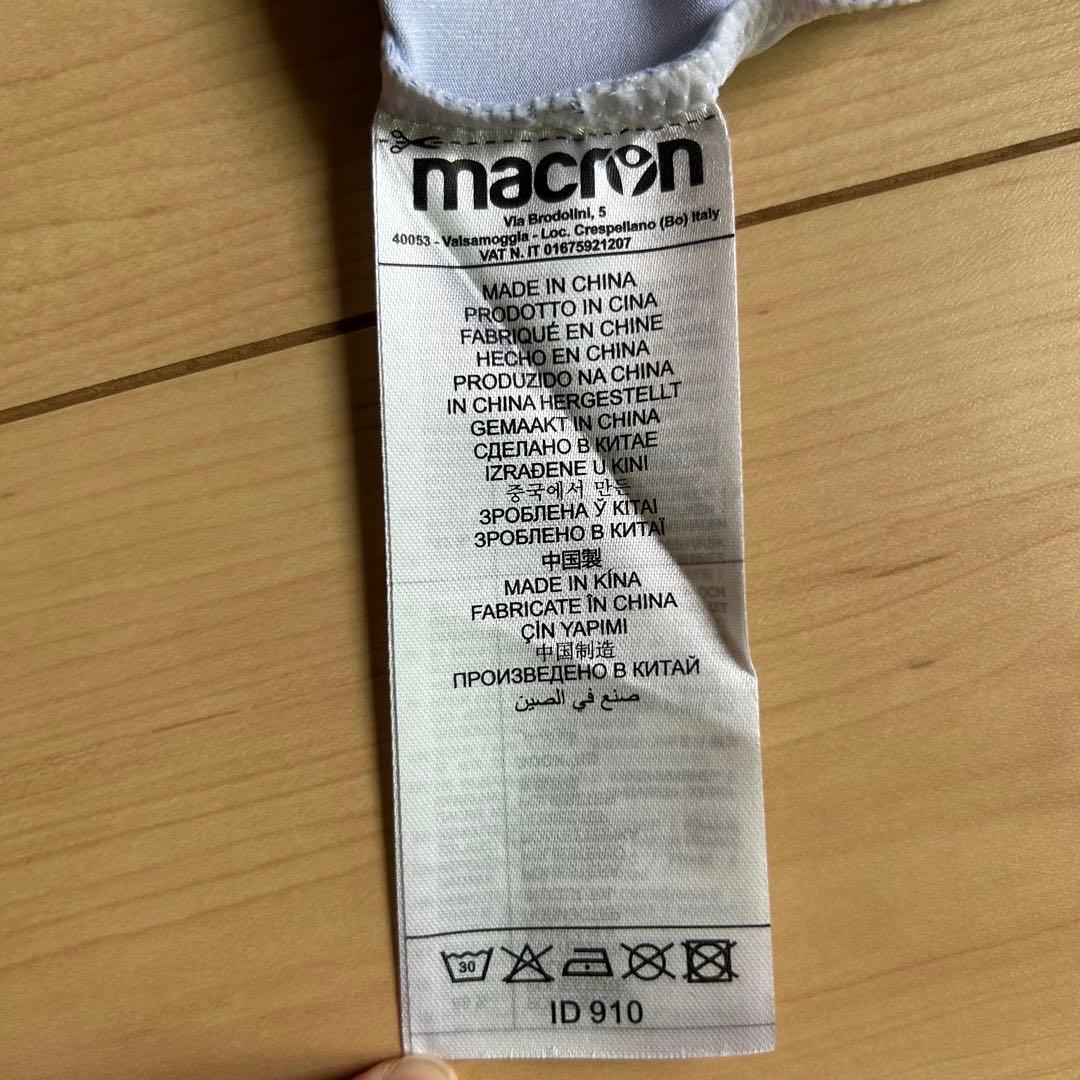 macron
Via Brodolini, 5
40053 - Valsamoggia - Loc. Crespellano (Bo) Italy
VAT N. IT 01675921207
MADE IN CHINA
PRODOTTO IN CINA
FABRIQUÉ EN CHINE
HECHO EN CHINA
PRODUZIDO NA CHINA
IN CHINA HERGESTELLT
GEMAAKT IN CHINA
СДЕЛАНО В КИТАЕ
IZRAĐENE U KINI
중국에서 만든
ЗРОБЛЕНА Ў KITAI
ЗРОБЛЕНО В КИТАЇ
中国製
MADE IN KÍNA
FABRICATE ÎN CHINA
ÇİN YAPIMI
中国制造
ПРОИЗВЕДЕНО В КИТАЙ
صنع في الصين
30
ID 910